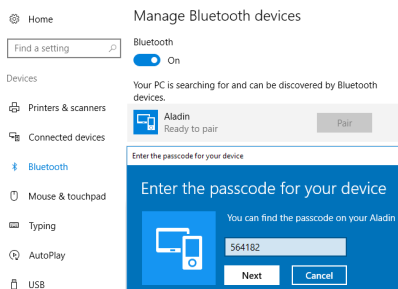 Home
Find a setting
Devices
Printers & scanners
Connected devices
Bluetooth
Mouse & touchpad
Typing
AutoPlay
USB
Manage Bluetooth devices
Bluetooth
On
Your PC is searching for and can be discovered by Bluetooth
devices.
Aladin
Ready to pair
Pair
Enter the passcode for your device
Enter the passcode for your device
You can find the passcode on your Aladin
564182
Next
Cancel